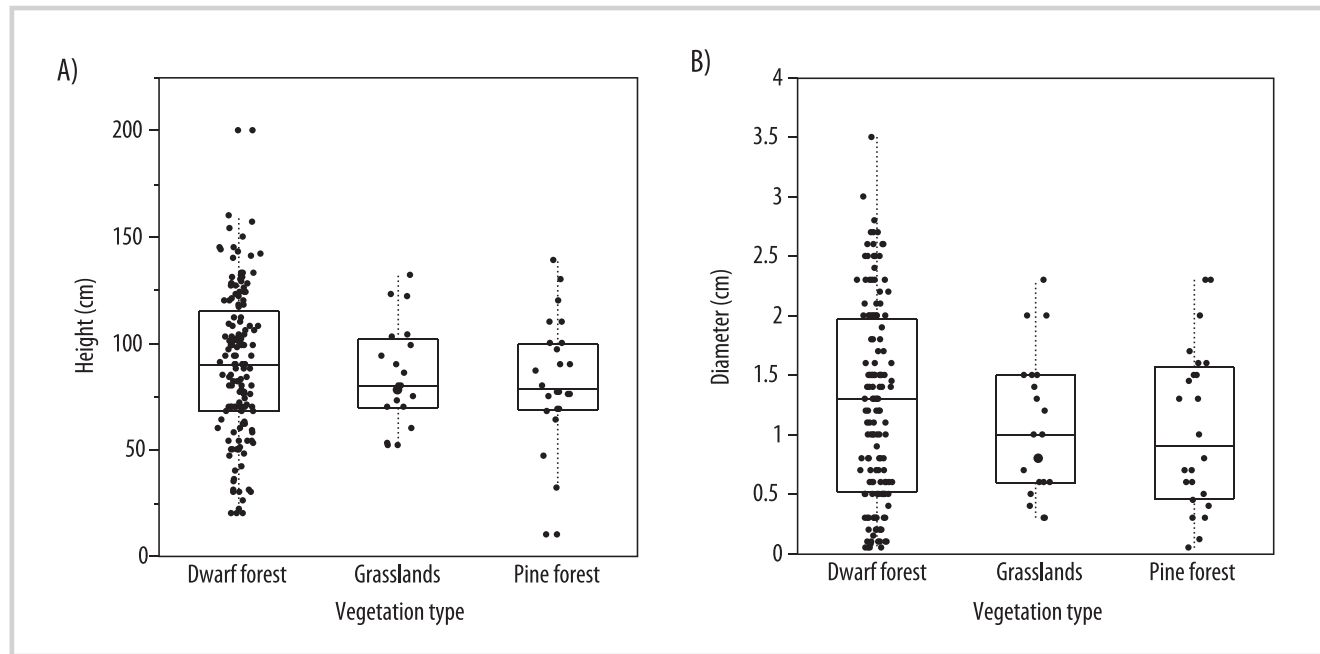 A)
Height (cm)
200
150
100
50
0
Dwarf forest Grasslands Pine forest
Vegetation type
B)
Diameter (cm)
4
3.5
3
2.5
2
1.5
1
0.5
0
Dwarf forest Grasslands Pine forest
Vegetation type